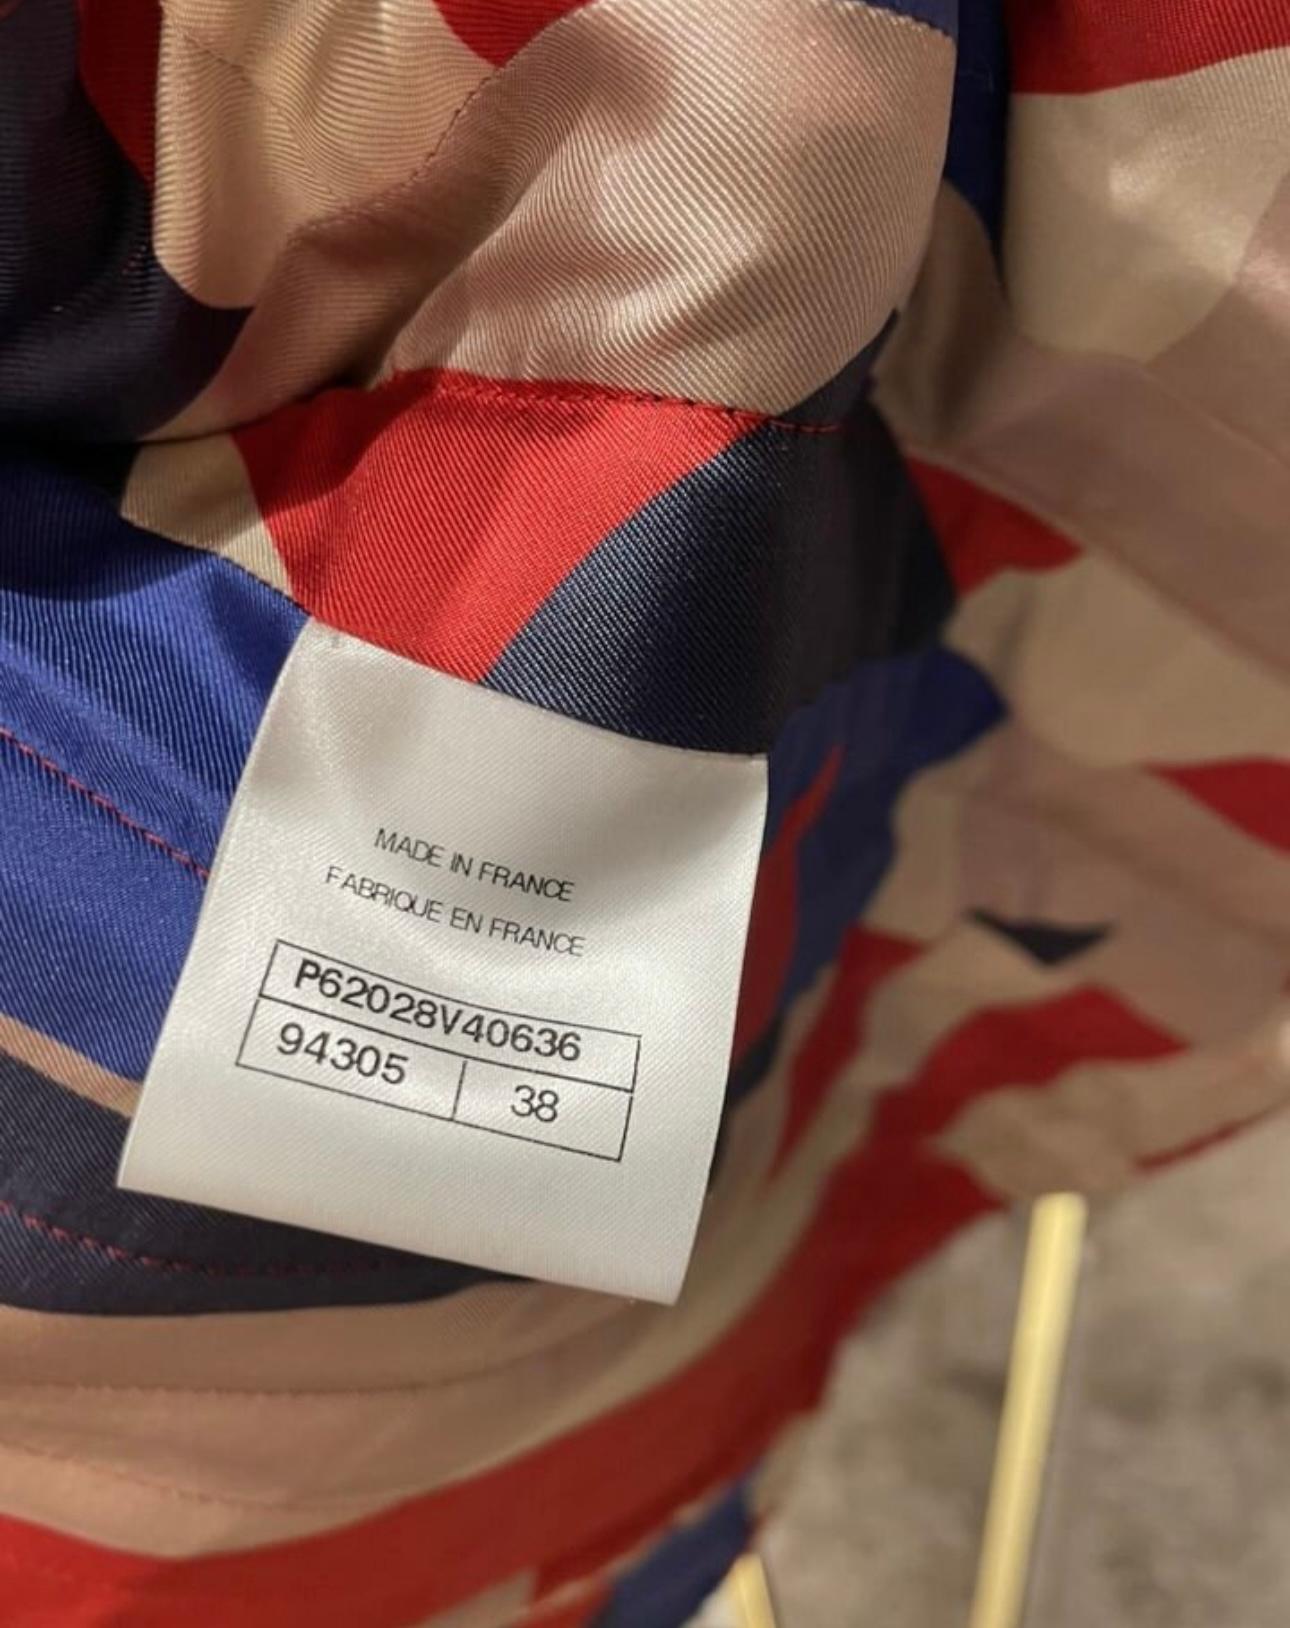 MADE IN FRANCE
FABRIQUE EN FRANCE
P62028V40636
94305 38